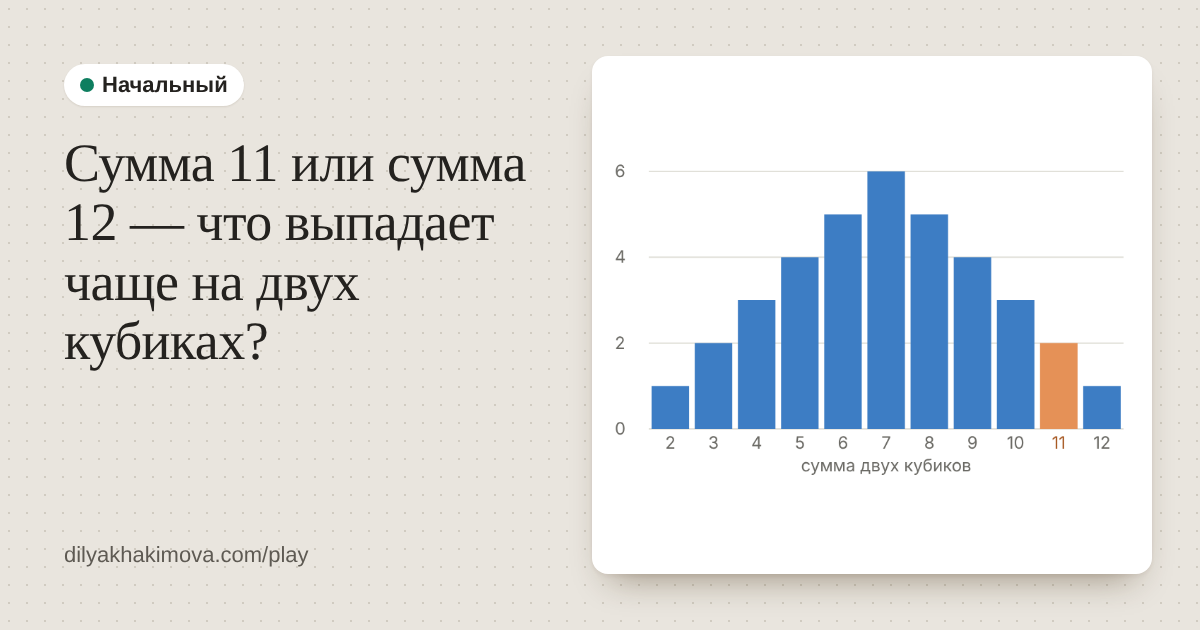 Начальный
Сумма 11 или сумма
12 — что выпадает
чаще на двух
кубиках?
dilyakhakimova.com/play
6
4
2
0
2 3 4 5 6 7 8 9 10 11 12
сумма двух кубиков